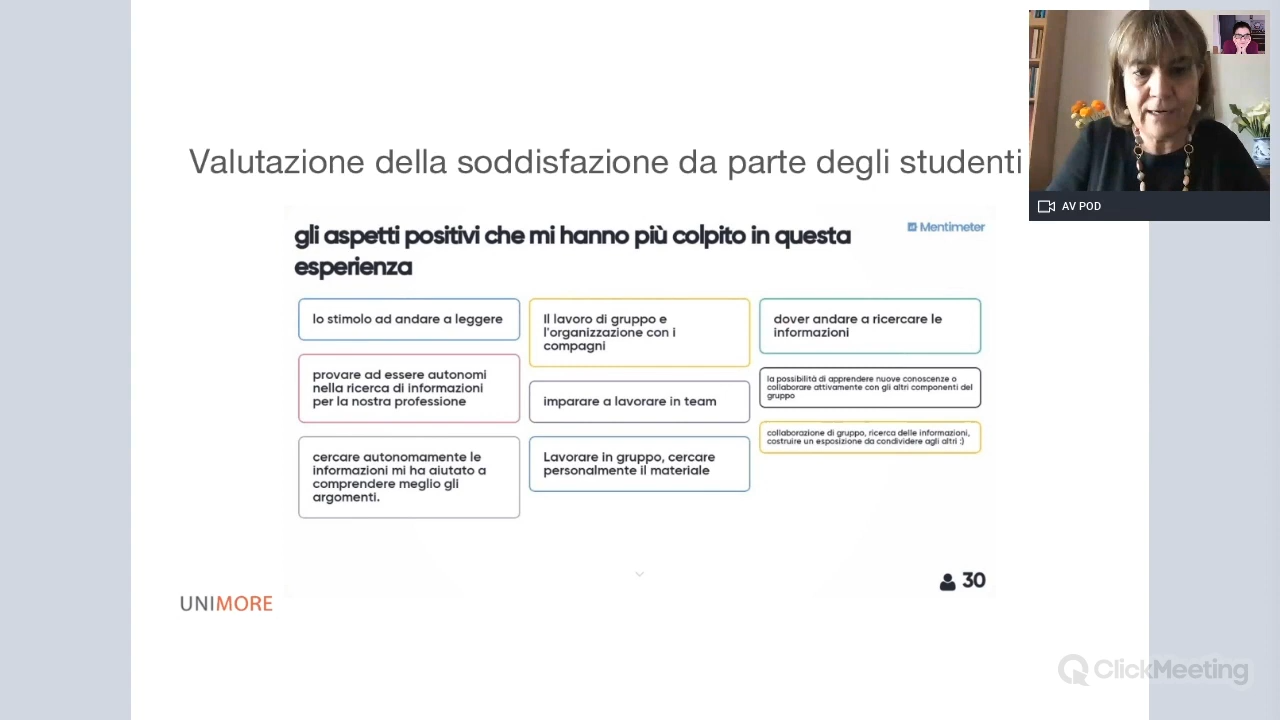 Valutazione della soddisfazione da parte degli studenti
AV POD
gli aspetti positivi che mi hanno più colpito in questa
esperienza
Mentimeter
lo stimolo ad andare a leggere
provare ad essere autonomi
nella ricerca di informazioni
per la nostra professione
cercare autonomamente le
informazioni mi ha aiutato a
comprendere meglio gli
argomenti.
Il lavoro di gruppo e
l'organizzazione con i
compagni
imparare a lavorare in team
Lavorare in gruppo, cercare
personalmente il materiale
dover andare a ricercare le
informazioni
la possibilità di apprendere nuove conoscenze o
collaborare attivamente con gli altri componenti del
gruppo
collaborazione di gruppo, ricerca delle informazioni,
costruire un esposizione da condividere agli altri :)
30
UNIMORE
ClickMeeting